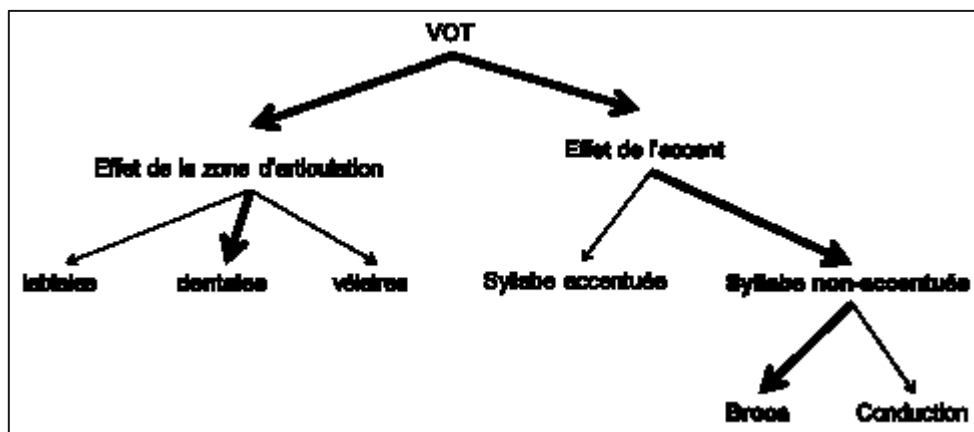 VOT
Effet de la zone d'articulation
Effet de l'accent
labiales dentales vélaires Syllabe accentuée Syllabe non-accentuée
Broca Conduction